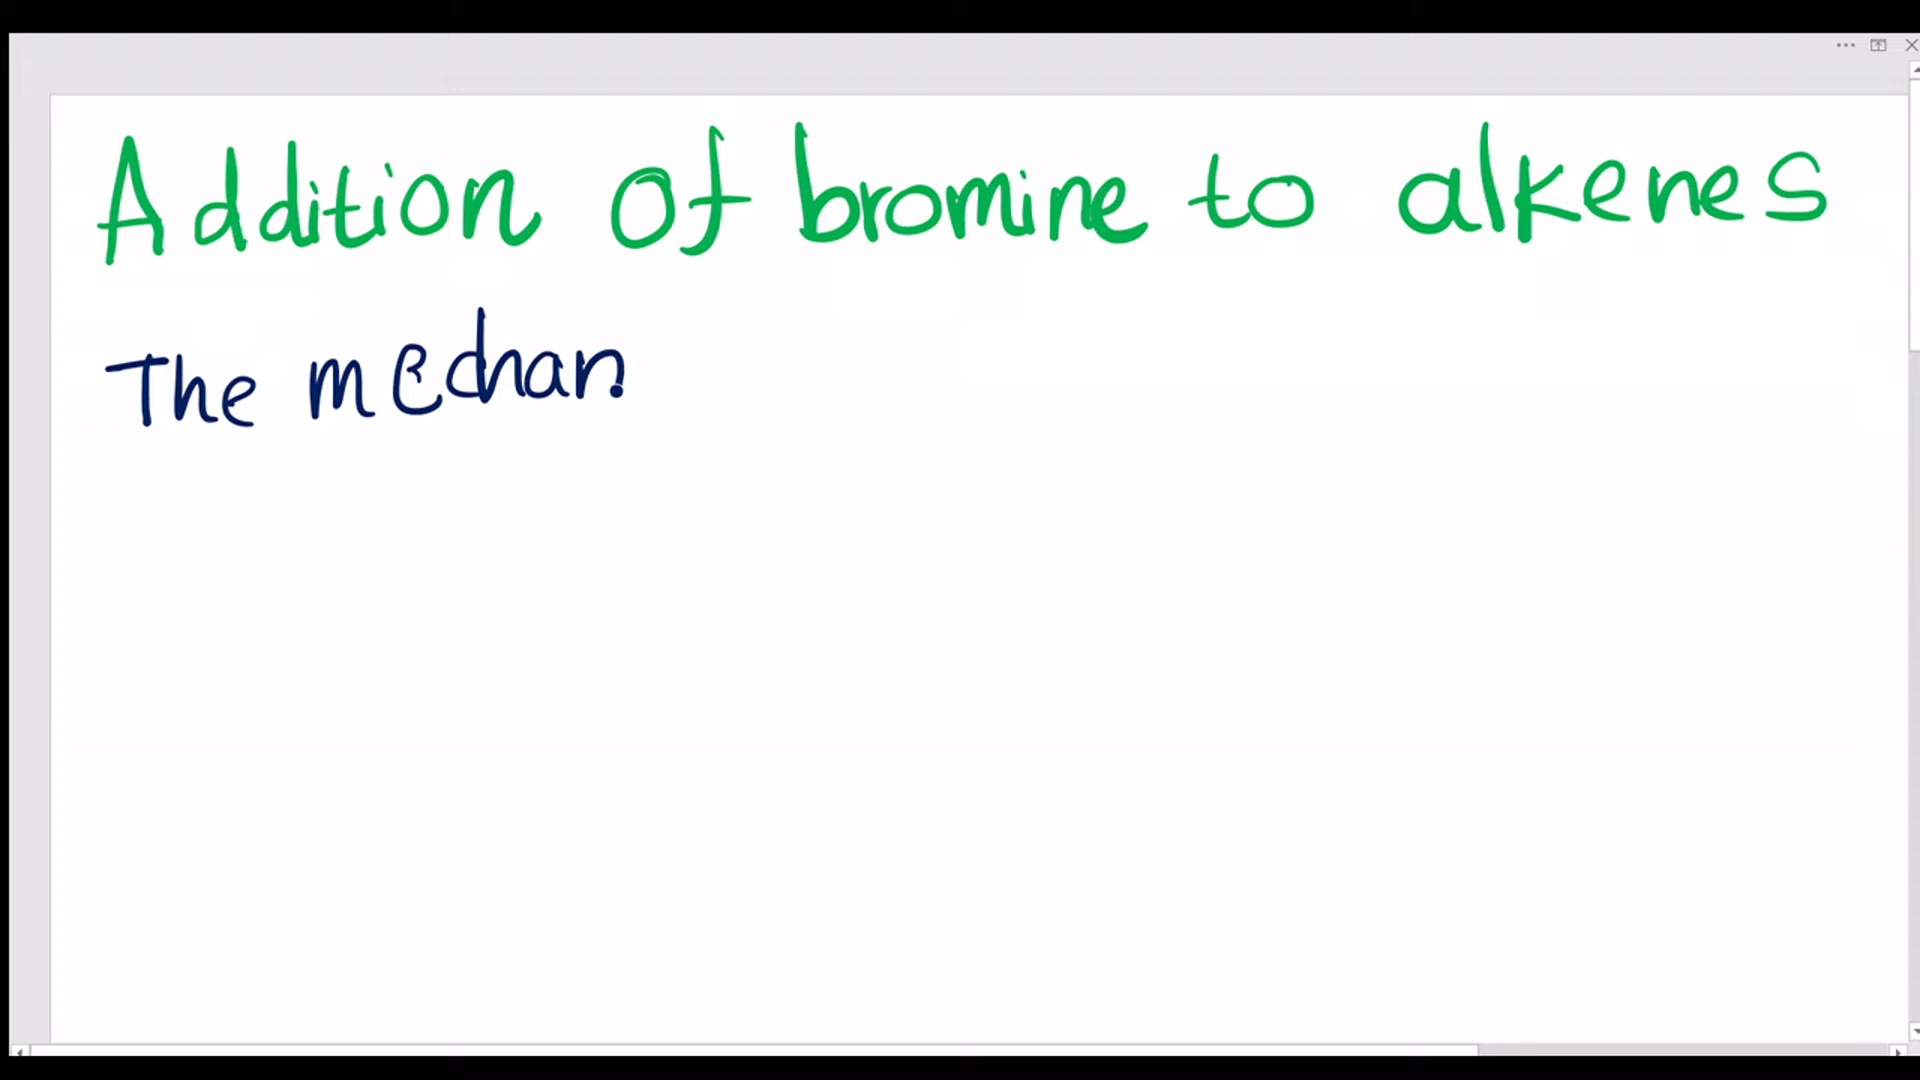 Addition of bromine to alkenes
The mechan